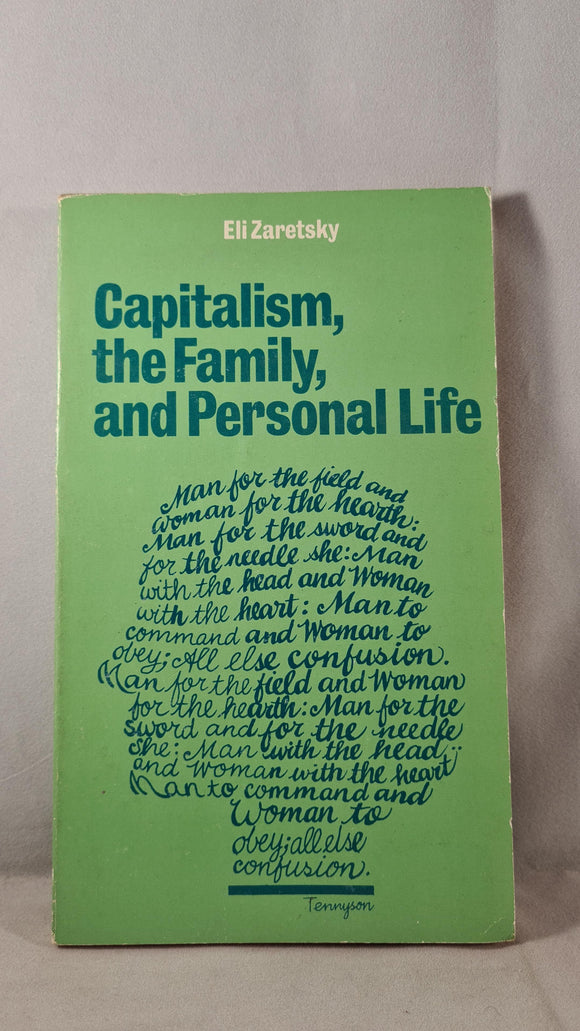 Eli Zaretsky
Capitalism,
the Family,
and Personal Life
Man for the field and
woman for the hearth:
Man for the sword and
for the needle she: Man
with the head and Woman
with the heart: Man to
command and Woman to
obey; All else confusion.
Man for the field and Woman
for the hearth: Man for the
sword and for the needle
she: Man with the head
and Woman with the heart
Man to command and
Woman to
obey; all else
confusion.
Tennyson